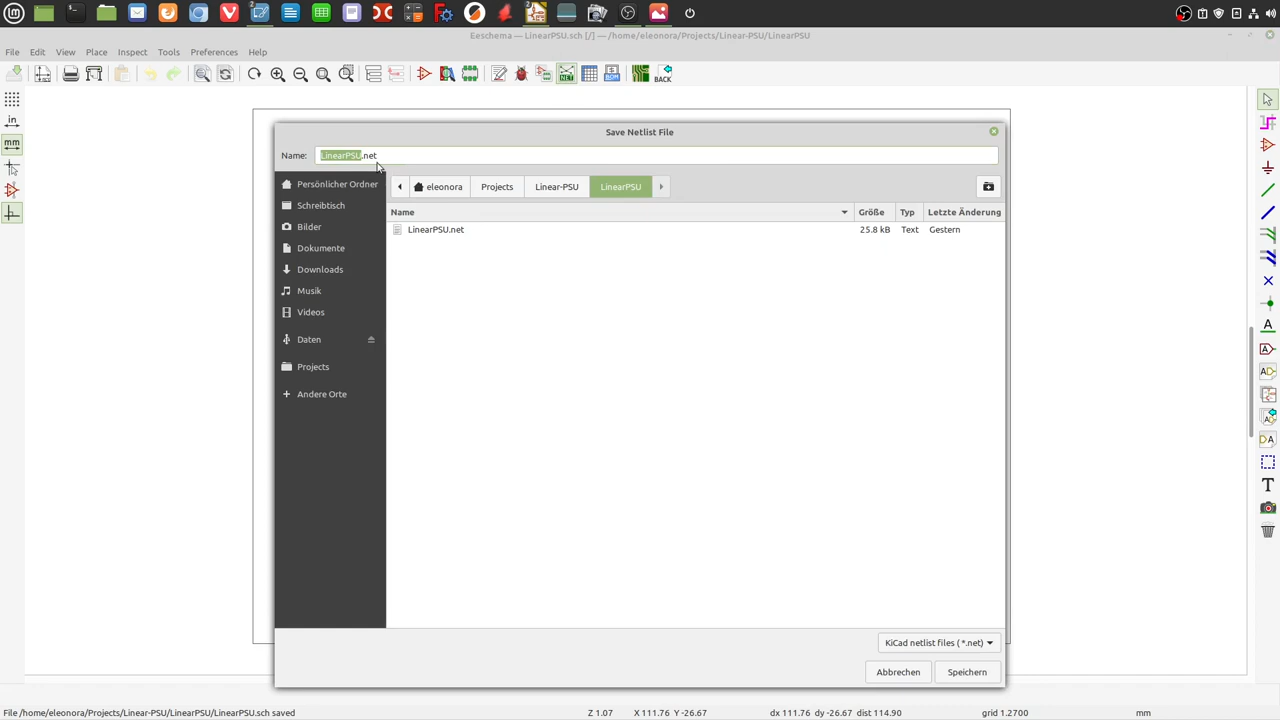 Eeschema — LinearPSU.sch [/] — /home/eleonora/Projects/Linear-PSU/LinearPSU
File Edit View Place Inspect Tools Preferences Help
NET
BOM
BACK
in
mm
Save Netlist File
Name: LinearPSU.net
Persönlicher Ordner
Schreibtisch
Bilder
Dokumente
Downloads
Musik
Videos
Daten
Projects
Andere Orte
eleonora Projects Linear-PSU LinearPSU
Name Größe Typ Letzte Änderung
LinearPSU.net 25.8 kB Text Gestern
KiCad netlist files (*.net)
Abbrechen Speichern
A
A
AD
DA
T
File /home/eleonora/Projects/Linear-PSU/LinearPSU/LinearPSU.sch saved Z 1.07 X 111.76 Y -26.67 dx 111.76 dy -26.67 dist 114.90 grid 1.2700 mm